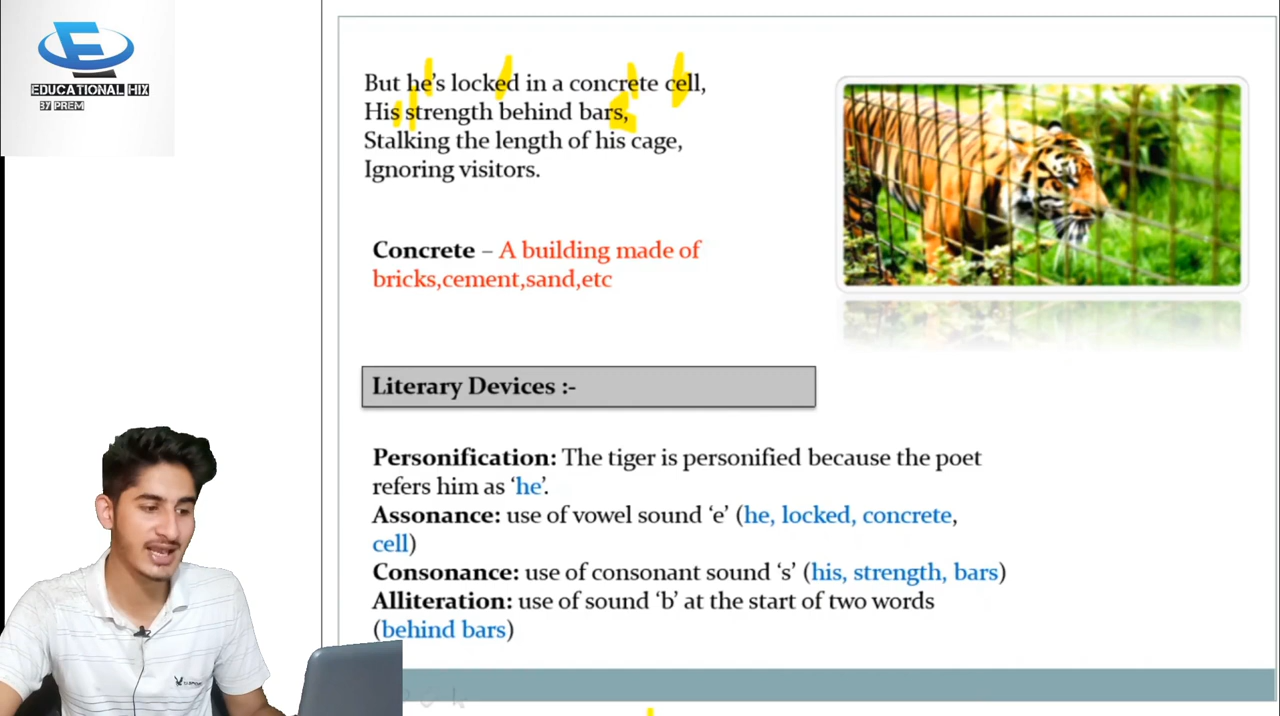 E
EDUCATIONAL HIX
BY PREM
But he's locked in a concrete cell,
His strength behind bars,
Stalking the length of his cage,
Ignoring visitors.
Concrete – A building made of
bricks,cement,sand,etc
Literary Devices :-
Personification: The tiger is personified because the poet
refers him as ‘he’.
Assonance: use of vowel sound ‘e’ (he, locked, concrete,
cell)
Consonance: use of consonant sound ‘s’ (his, strength, bars)
Alliteration: use of sound ‘b’ at the start of two words
(behind bars)